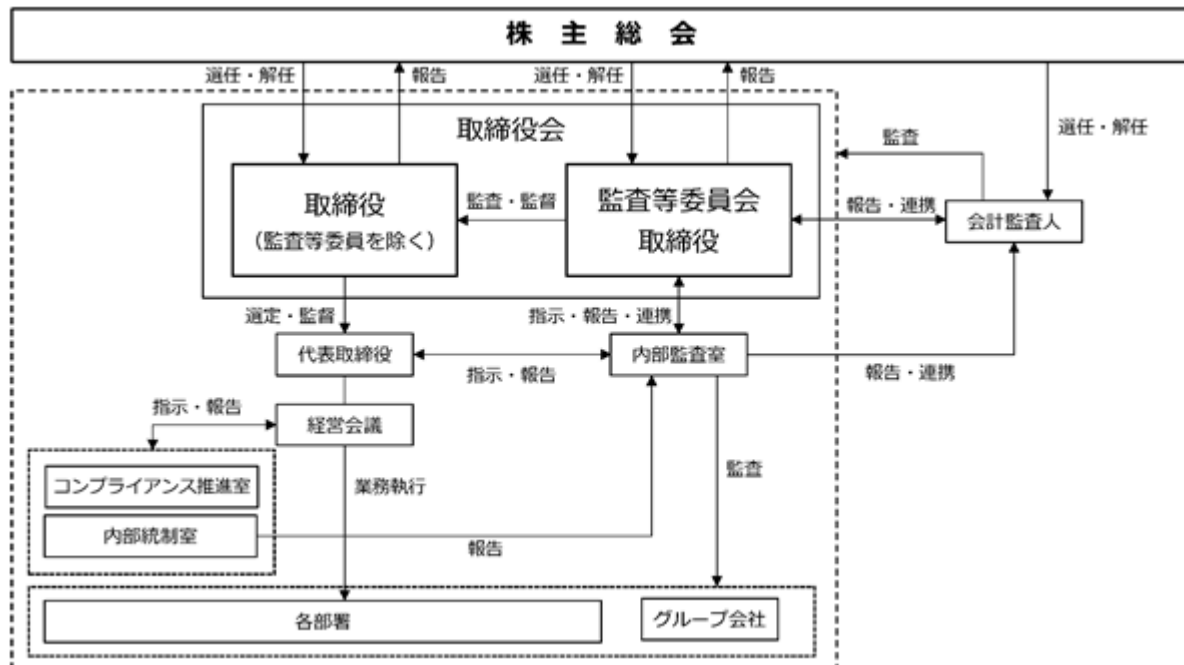 株主総会
選任・解任
報告
選任・解任
報告
選任・解任
取締役会
監査
取締役
（監査等委員を除く）
監査・監督
監査等委員会
取締役
報告・連携
会計監査人
選定・監督
指示・報告・連携
代表取締役
指示・報告
内部監査室
報告・連携
指示・報告
経営会議
コンプライアンス推進室
業務執行
監査
内部統制室
報告
各部署
グループ会社